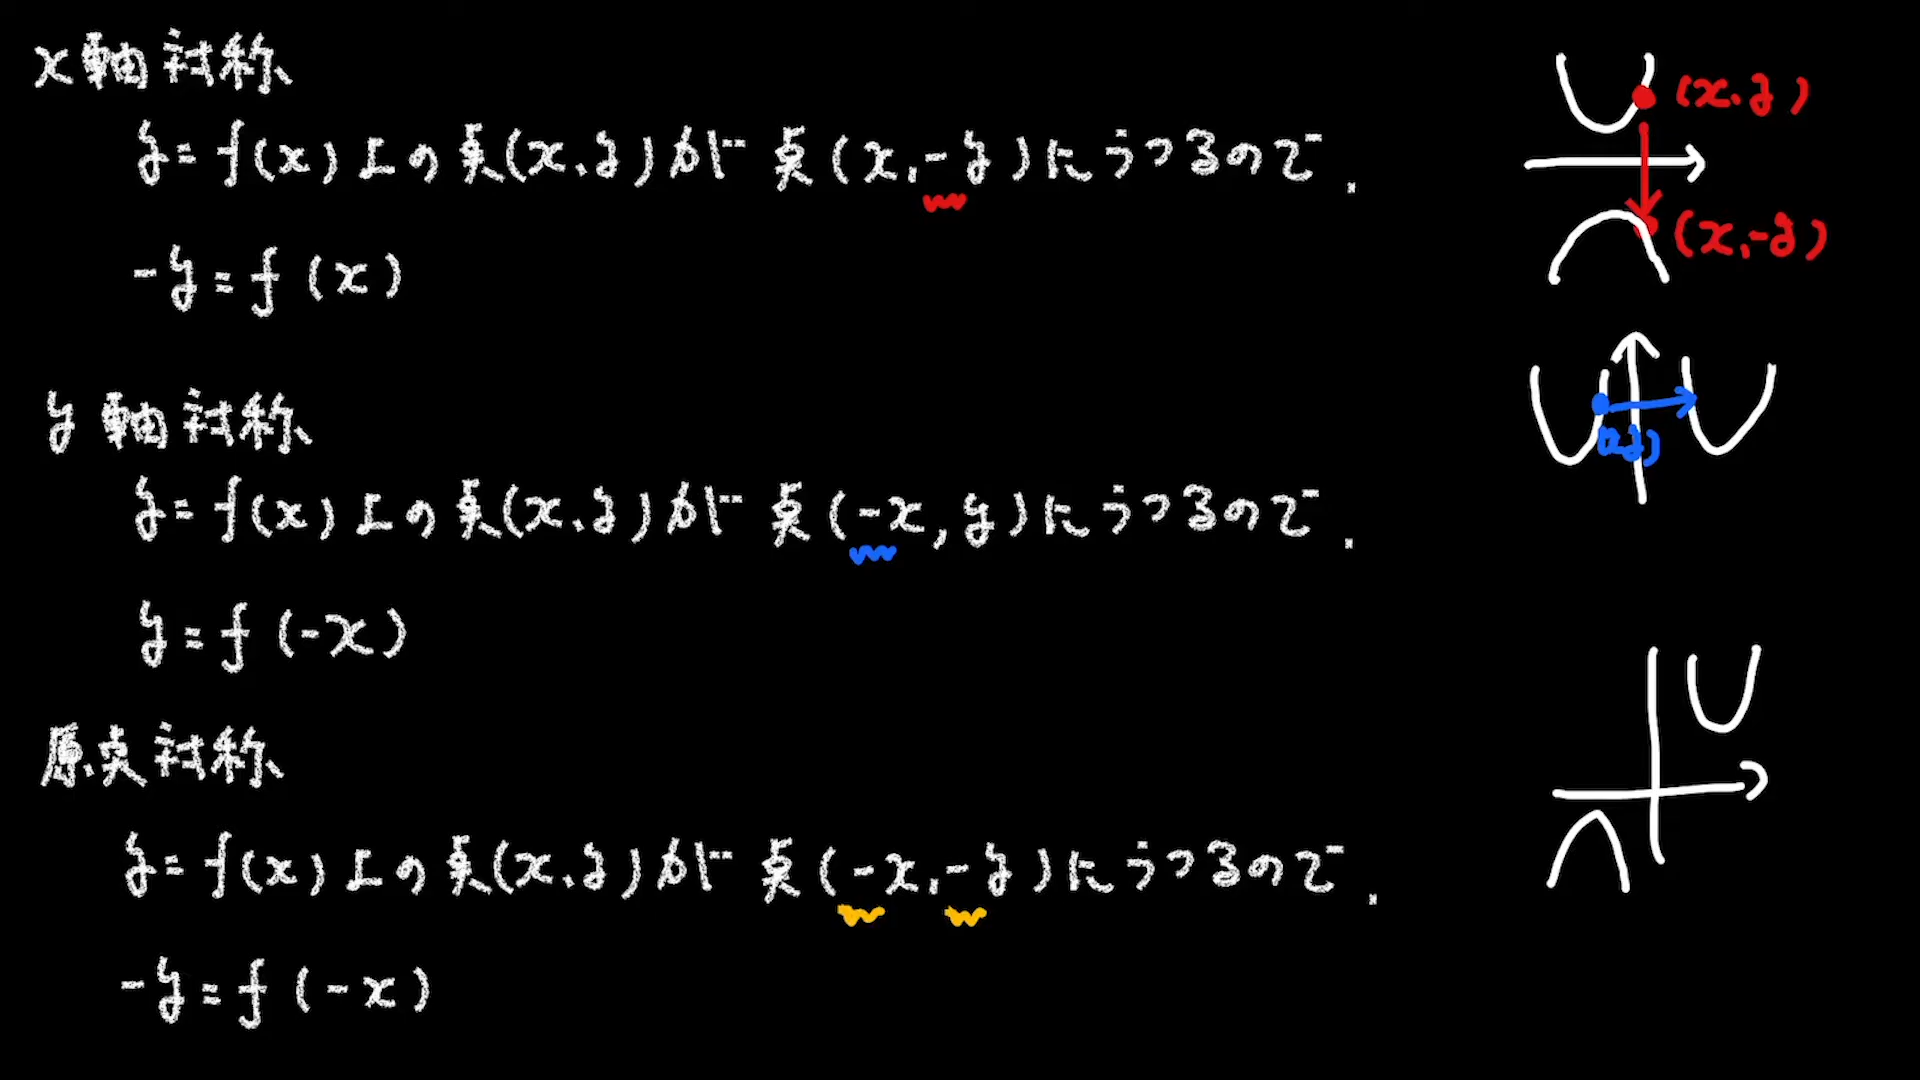 x軸対称
y=f(x)上の点(x、y)が点(x,-y)にうつるので.
-y=f(x)
(x、y)
(x,-y)
y軸対称
y=f(x)上の点(x、y)が点(-x,y)にうつるので.
y=f(-x)
原点対称
y=f(x)上の点(x、y)が点(-x,-y)にうつるので.
-y=f(-x)